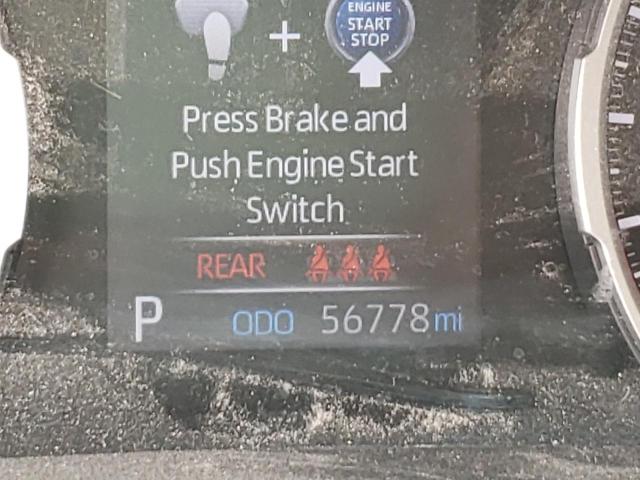 ENGINE
START
STOP
+
Press Brake and
Push Engine Start
Switch
REAR
P ODO 56778 mi